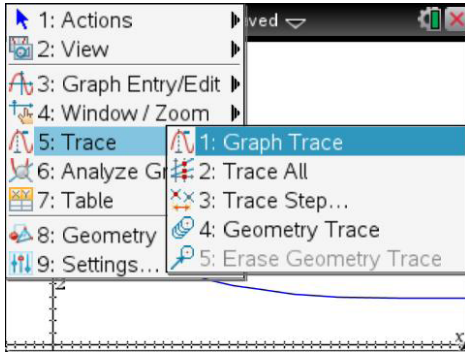 1: Actions
2: View
3: Graph Entry/Edit
4: Window / Zoom
5: Trace
6: Analyze Gr
7: Table
8: Geometry
9: Settings...
ved
1: Graph Trace
2: Trace All
3: Trace Step...
4: Geometry Trace
5: Erase Geometry Trace
2
x